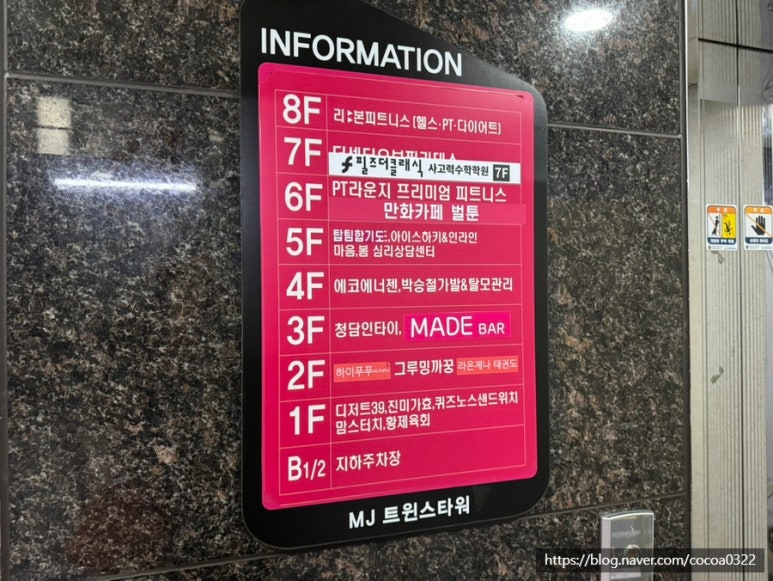 INFORMATION
8F 리본피트니스 (헬스·PT·다이어트)
7F
필즈더클래식 사고력수학학원 7F
6F PT라운지 프리미엄 피트니스
만화카페 벌툰
5F 탑팀합기도,아이스하키&인라인
마음,봄 심리상담센터
4F 에코에너젠,박승철가발&탈모관리
3F 청담인타이, MADE BAR
2F 하이푸푸 그루밍까꿍 라온제나 태권도
1F 디저트39,진미가효,퀴즈노스샌드위치
맘스터치,황제육회
B1/2 지하주차장
MJ 트윈스타워
https://blog.naver.com/cocoa0322